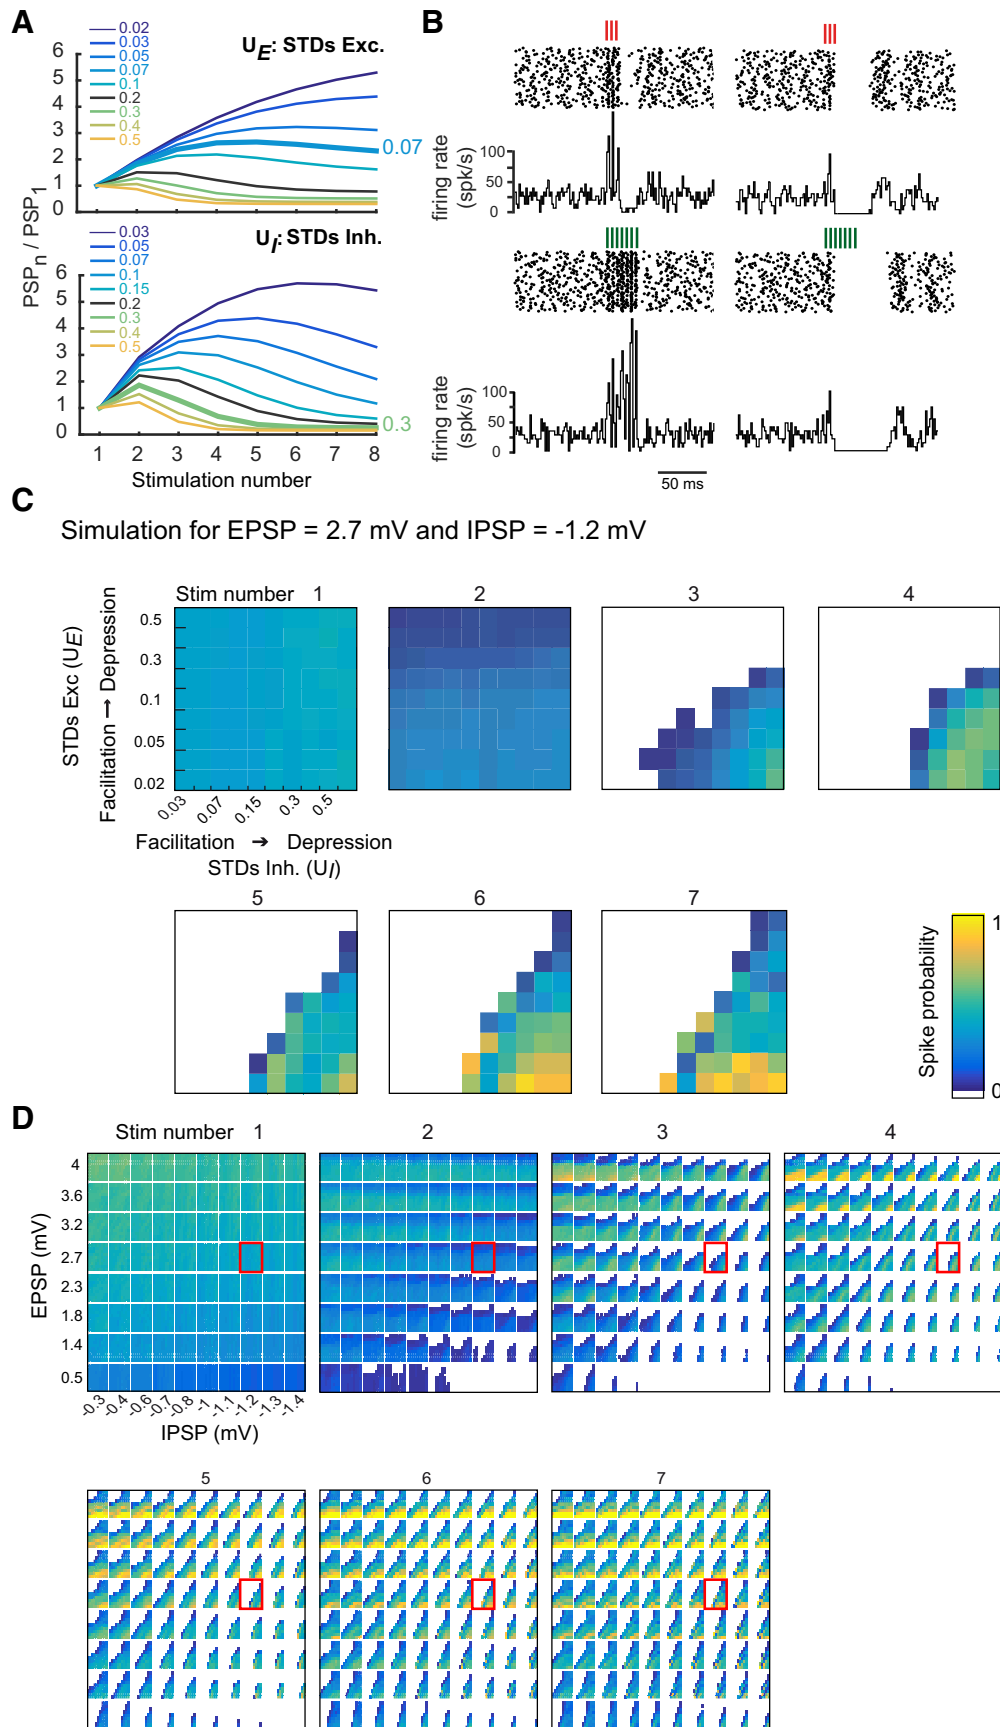 A
U_E: STDs Exc.
0.02
0.03
0.05
0.07
0.1
0.2
0.3
0.4
0.5
6
5
4
3
2
1
0
0.07
U_I: STDs Inh.
0.03
0.05
0.07
0.1
0.15
0.2
0.3
0.4
0.5
6
5
4
3
2
1
0
0.3
PSP_n / PSP_1
1 2 3 4 5 6 7 8
Stimulation number
B
firing rate (spk/s)
100
50
0
firing rate (spk/s)
100
50
0
50 ms
C
Simulation for EPSP = 2.7 mV and IPSP = -1.2 mV
Stim number 1 2 3 4
STDs Exc (U_E)
Facilitation → Depression
0.5
0.3
0.1
0.05
0.02
0.03 0.07 0.15 0.3 0.5
Facilitation → Depression
STDs Inh. (U_I)
5 6 7
Spike probability
1
0
D
Stim number 1 2 3 4
EPSP (mV)
4
3.6
3.2
2.7
2.3
1.8
1.4
0.5
-0.3 -0.4 -0.6 -0.7 -0.8 -1 -1.1 -1.2 -1.3 -1.4
IPSP (mV)
5 6 7